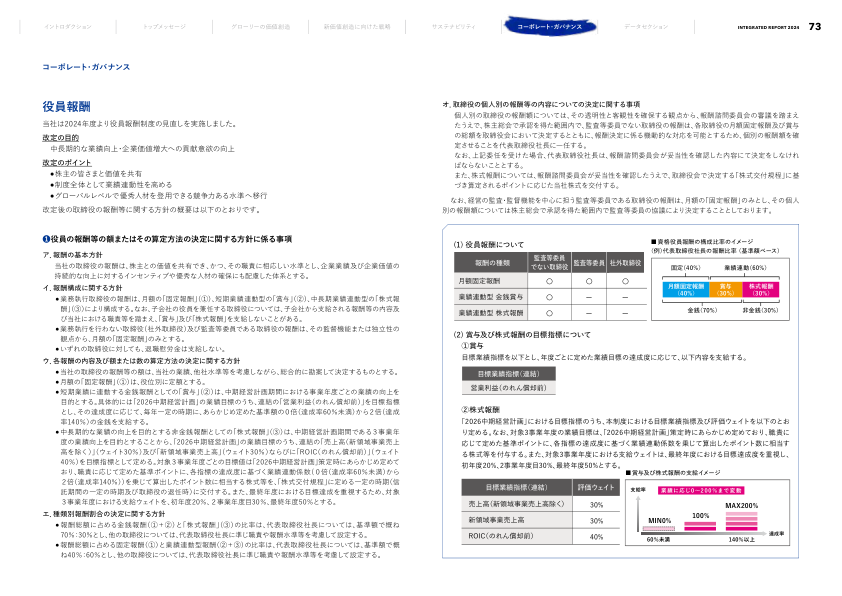 イントロダクション
トップメッセージ
グローリーの価値創造
新価値創造に向けた戦略
サステナビリティ
コーポレート・ガバナンス
データセクション
INTEGRATED REPORT 2024 73
コーポレート・ガバナンス
役員報酬
当社は2024年度より役員報酬制度の見直しを実施しました。
改定の目的
中長期的な業績向上・企業価値増大への貢献意欲の向上
改定のポイント
●株主の皆さまと価値を共有
●制度全体として業績連動性を高める
●グローバルレベルで優秀人材を登用できる競争力ある水準へ移行
改定後の取締役の報酬等に関する方針の概要は以下のとおりです。
❶役員の報酬等の額またはその算定方法の決定に関する方針に係る事項
ア. 報酬の基本方針
当社の取締役の報酬は、株主との価値を共有でき、かつ、その職責に相応しい水準とし、企業業績及び企業価値の
持続的な向上に対するインセンティブや優秀な人材の確保にも配慮した体系とする。
イ. 報酬構成に関する方針
●業務執行取締役の報酬は、月額の「固定報酬」(①)、短期業績連動型の「賞与」(②)、中長期業績連動型の「株式報
酬」(③)により構成する。なお、子会社の役員を兼任する取締役については、子会社から支給される報酬等の内容及
び当社における職責等を踏まえ、「賞与」及び「株式報酬」を支給しないことがある。
●業務執行を行わない取締役(社外取締役)及び監査等委員である取締役の報酬は、その監督機能または独立性の
観点から、月額の「固定報酬」のみとする。
●いずれの取締役に対しても、退職慰労金は支給しない。
ウ. 各報酬の内容及び額または数の算定方法の決定に関する方針
●当社の取締役の報酬等の額は、当社の業績、他社水準等を考慮しながら、総合的に勘案して決定するものとする。
●月額の「固定報酬」(①)は、役位別に定額とする。
●短期業績に連動する金銭報酬としての「賞与」(②)は、中期経営計画期間における事業年度ごとの業績の向上を
目的とする。具体的には「2026中期経営計画」の業績目標のうち、連結の「営業利益(のれん償却前)」を目標指標
とし、その達成度に応じて、毎年一定の時期に、あらかじめ定めた基準額の0倍(達成率60%未満)から2倍(達成
率140%)の金銭を支給する。
●中長期的な業績の向上を目的とする非金銭報酬としての「株式報酬」(③)は、中期経営計画期間である3事業年
度の業績向上を目的とすることから、「2026中期経営計画」の業績目標のうち、連結の「売上高(新領域事業売上
高を除く)」(ウェイト30%)及び「新領域事業売上高」(ウェイト30%)ならびに「ROIC(のれん償却前)」(ウェイト
40%)を目標指標として定める。対象3事業年度ごとの目標値は「2026中期経営計画」策定時にあらかじめ定めて
おり、職責に応じて定めた基準ポイントに、各指標の達成度に基づく業績連動係数(0倍(達成率60%未満)から
2倍(達成率140%))を乗じて算出したポイント数に相当する株式等を、「株式交付規程」に定める一定の時期(信
託期間の一定の時期及び取締役の退任時)に交付する。また、最終年度における目標達成を重視するため、対象
3事業年度における支給ウェイトを、初年度20%、2事業年度目30%、最終年度50%とする。
エ. 種類別報酬割合の決定に関する方針
●報酬総額に占める金銭報酬(①+②)と「株式報酬」(③)の比率は、代表取締役社長については、基準額で概ね
70%:30%とし、他の取締役については、代表取締役社長に準じ職責や報酬水準等を考慮して設定する。
●報酬総額に占める固定報酬(①)と業績連動型報酬(②+③)の比率は、代表取締役社長については、基準額で概
ね40%:60%とし、他の取締役については、代表取締役社長に準じ職責や報酬水準等を考慮して設定する。
オ. 取締役の個人別の報酬等の内容についての決定に関する事項
個人別の取締役の報酬額については、その透明性と客観性を確保する観点から、報酬諮問委員会の審議を踏まえ
たうえで、株主総会で承認を得た範囲内で、監査等委員でない取締役の報酬は、各取締役の月額固定報酬及び賞与
の総額を取締役会において決定するとともに、報酬決定に係る機動的な対応を可能とするため、個別の報酬額を確
定させることを代表取締役社長に一任する。
なお、上記委任を受けた場合、代表取締役社長は、報酬諮問委員会が妥当性を確認した内容にて決定をしなけれ
ばならないこととする。
また、株式報酬については、報酬諮問委員会が妥当性を確認したうえで、取締役会で決定する「株式交付規程」に基
づき算定されるポイントに応じた当社株式を交付する。
なお、経営の監査・監督機能を中心に担う監査等委員である取締役の報酬は、月額の「固定報酬」のみとし、その個人
別の報酬額については株主総会で承認を得た範囲内で監査等委員の協議により決定することとしております。
(1) 役員報酬について
報酬の種類 監査等委員でない取締役 監査等委員 社外取締役
月額固定報酬 ○ ○ ○
業績連動型 金銭賞与 ○ － －
業績連動型 株式報酬 ○ － －
■資格役員報酬の構成比率のイメージ
(例)代表取締役社長の報酬比率 (基準額ベース)
固定(40%) 業績連動(60%)
月額固定報酬 賞与 株式報酬
(40%) (30%) (30%)
金銭(70%) 非金銭(30%)
(2) 賞与及び株式報酬の目標指標について
①賞与
目標業績指標を以下とし、年度ごとに定めた業績目標の達成度に応じて、以下内容を支給する。
目標業績指標(連結)
営業利益(のれん償却前)
②株式報酬
「2026中期経営計画」における目標指標のうち、本制度における目標業績指標及び評価ウェイトを以下のとお
り定める。なお、対象3事業年度の業績目標は、「2026中期経営計画」策定時にあらかじめ定めており、職責に
応じて定めた基準ポイントに、各指標の達成度に基づく業績連動係数を乗じて算出したポイント数に相当す
る株式等を付与する。また、対象3事業年度における支給ウェイトは、最終年度における目標達成度を重視し、
初年度20%、2事業年度目30%、最終年度50%とする。
目標業績指標(連結) 評価ウェイト
売上高(新領域事業売上高除く) 30%
新領域事業売上高 30%
ROIC(のれん償却前) 40%
■賞与及び株式報酬の支給イメージ
支給率
業績に応じ0~200%まで変動
MIN0%
100%
MAX200%
60%未満
140%以上
達成率